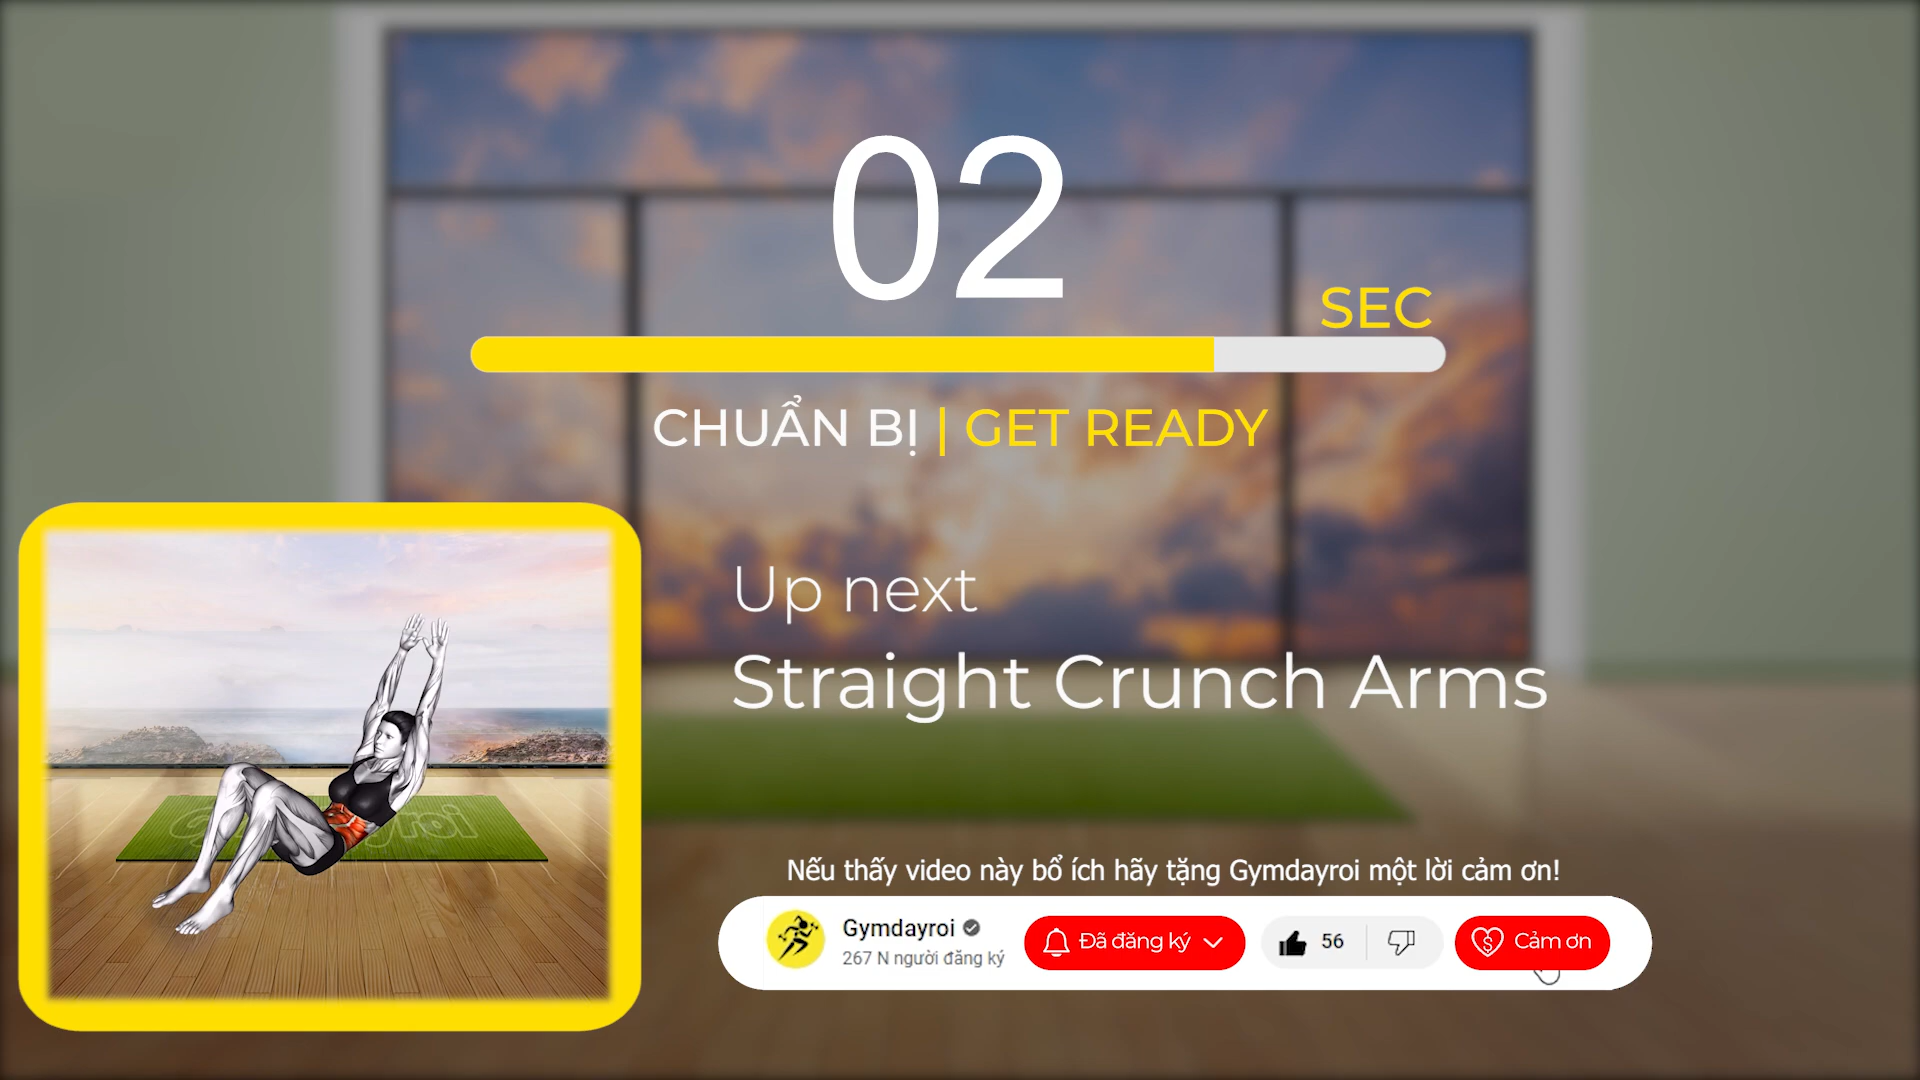 02
SEC
CHUẨN BỊ | GET READY
Up next
Straight Crunch Arms
Nếu thấy video này bổ ích hãy tặng Gymdayroi một lời cảm ơn!
Gymdayroi
267 N người đăng ký
Đã đăng ký
56
Cảm ơn